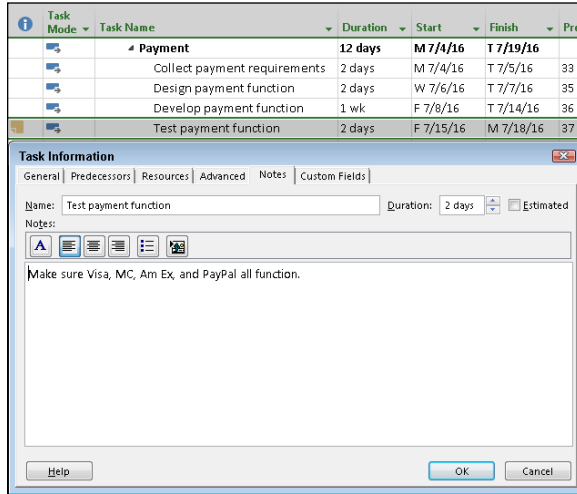 Task Mode Task Name Duration Start Finish Pre
Payment 12 days M 7/4/16 T 7/19/16
Collect payment requirements 2 days M 7/4/16 T 7/5/16 33
Design payment function 2 days W 7/6/16 T 7/7/16 35
Develop payment function 1 wk F 7/8/16 T 7/14/16 36
Test payment function 2 days F 7/15/16 M 7/18/16 37
Task Information
General Predecessors Resources Advanced Notes Custom Fields
Name: Test payment function Duration: 2 days Estimated
Notes:
A
Make sure Visa, MC, Am Ex, and PayPal all function.
Help OK Cancel